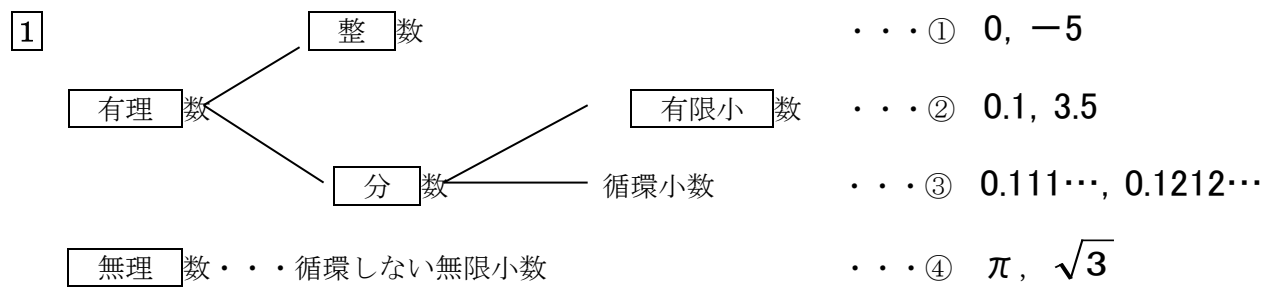 1 整数 ・・・① 0, －5
有理数 有限小数 ・・・② 0.1, 3.5
分数 循環小数 ・・・③ 0.111…, 0.1212…
無理数・・・循環しない無限小数 ・・・④ π, √3